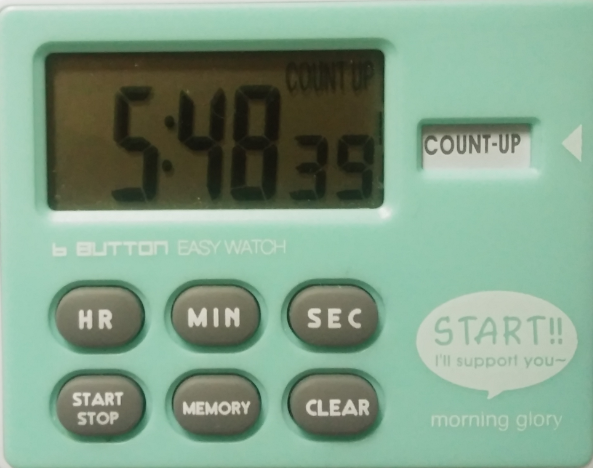 COUNT UP
5:48 39
COUNT-UP
6 BUTTON EASY WATCH
HR MIN SEC
START STOP
MEMORY
CLEAR
START!!
I'll support you~
morning glory